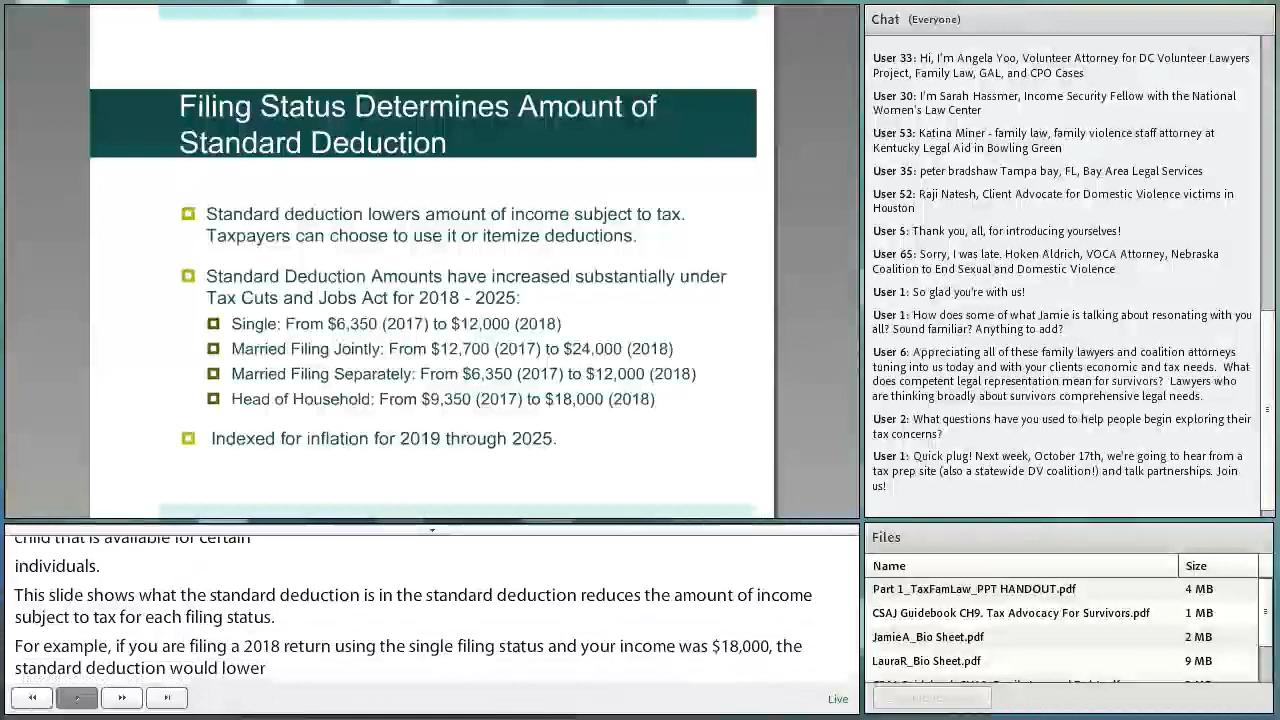 Filing Status Determines Amount of
Standard Deduction
Standard deduction lowers amount of income subject to tax.
Taxpayers can choose to use it or itemize deductions.
Standard Deduction Amounts have increased substantially under
Tax Cuts and Jobs Act for 2018 - 2025:
Single: From $6,350 (2017) to $12,000 (2018)
Married Filing Jointly: From $12,700 (2017) to $24,000 (2018)
Married Filing Separately: From $6,350 (2017) to $12,000 (2018)
Head of Household: From $9,350 (2017) to $18,000 (2018)
Indexed for inflation for 2019 through 2025.
child that is available for certain
individuals.
This slide shows what the standard deduction is in the standard deduction reduces the amount of income
subject to tax for each filing status.
For example, if you are filing a 2018 return using the single filing status and your income was $18,000, the
standard deduction would lower
Live
Chat (Everyone)
User 33: Hi, I'm Angela Yoo, Volunteer Attorney for DC Volunteer Lawyers
Project, Family Law, GAL, and CPO Cases
User 30: I'm Sarah Hassmer, Income Security Fellow with the National
Women's Law Center
User 53: Katina Miner - family law, family violence staff attorney at
Kentucky Legal Aid in Bowling Green
User 35: peter bradshaw Tampa bay, FL, Bay Area Legal Services
User 52: Raji Natesh, Client Advocate for Domestic Violence victims in
Houston
User 5: Thank you, all, for introducing yourselves!
User 65: Sorry, I was late. Hoken Aldrich, VOCA Attorney, Nebraska
Coalition to End Sexual and Domestic Violence
User 1: So glad you're with us!
User 1: How does some of what Jamie is talking about resonating with you
all? Sound familiar? Anything to add?
User 6: Appreciating all of these family lawyers and coalition attorneys
tuning into us today and with your clients economic and tax needs. What
does competent legal representation mean for survivors? Lawyers who
are thinking broadly about survivors comprehensive legal needs.
User 2: What questions have you used to help people begin exploring their
tax concerns?
User 1: Quick plug! Next week, October 17th, we're going to hear from a
tax prep site (also a statewide DV coalition!) and talk partnerships. Join
us!
Files
Name Size
Part 1_TaxFamLaw_PPT HANDOUT.pdf 4 MB
CSAJ Guidebook CH9. Tax Advocacy For Survivors.pdf 1 MB
JamieA_Bio Sheet.pdf 2 MB
LauraR_Bio Sheet.pdf 9 MB